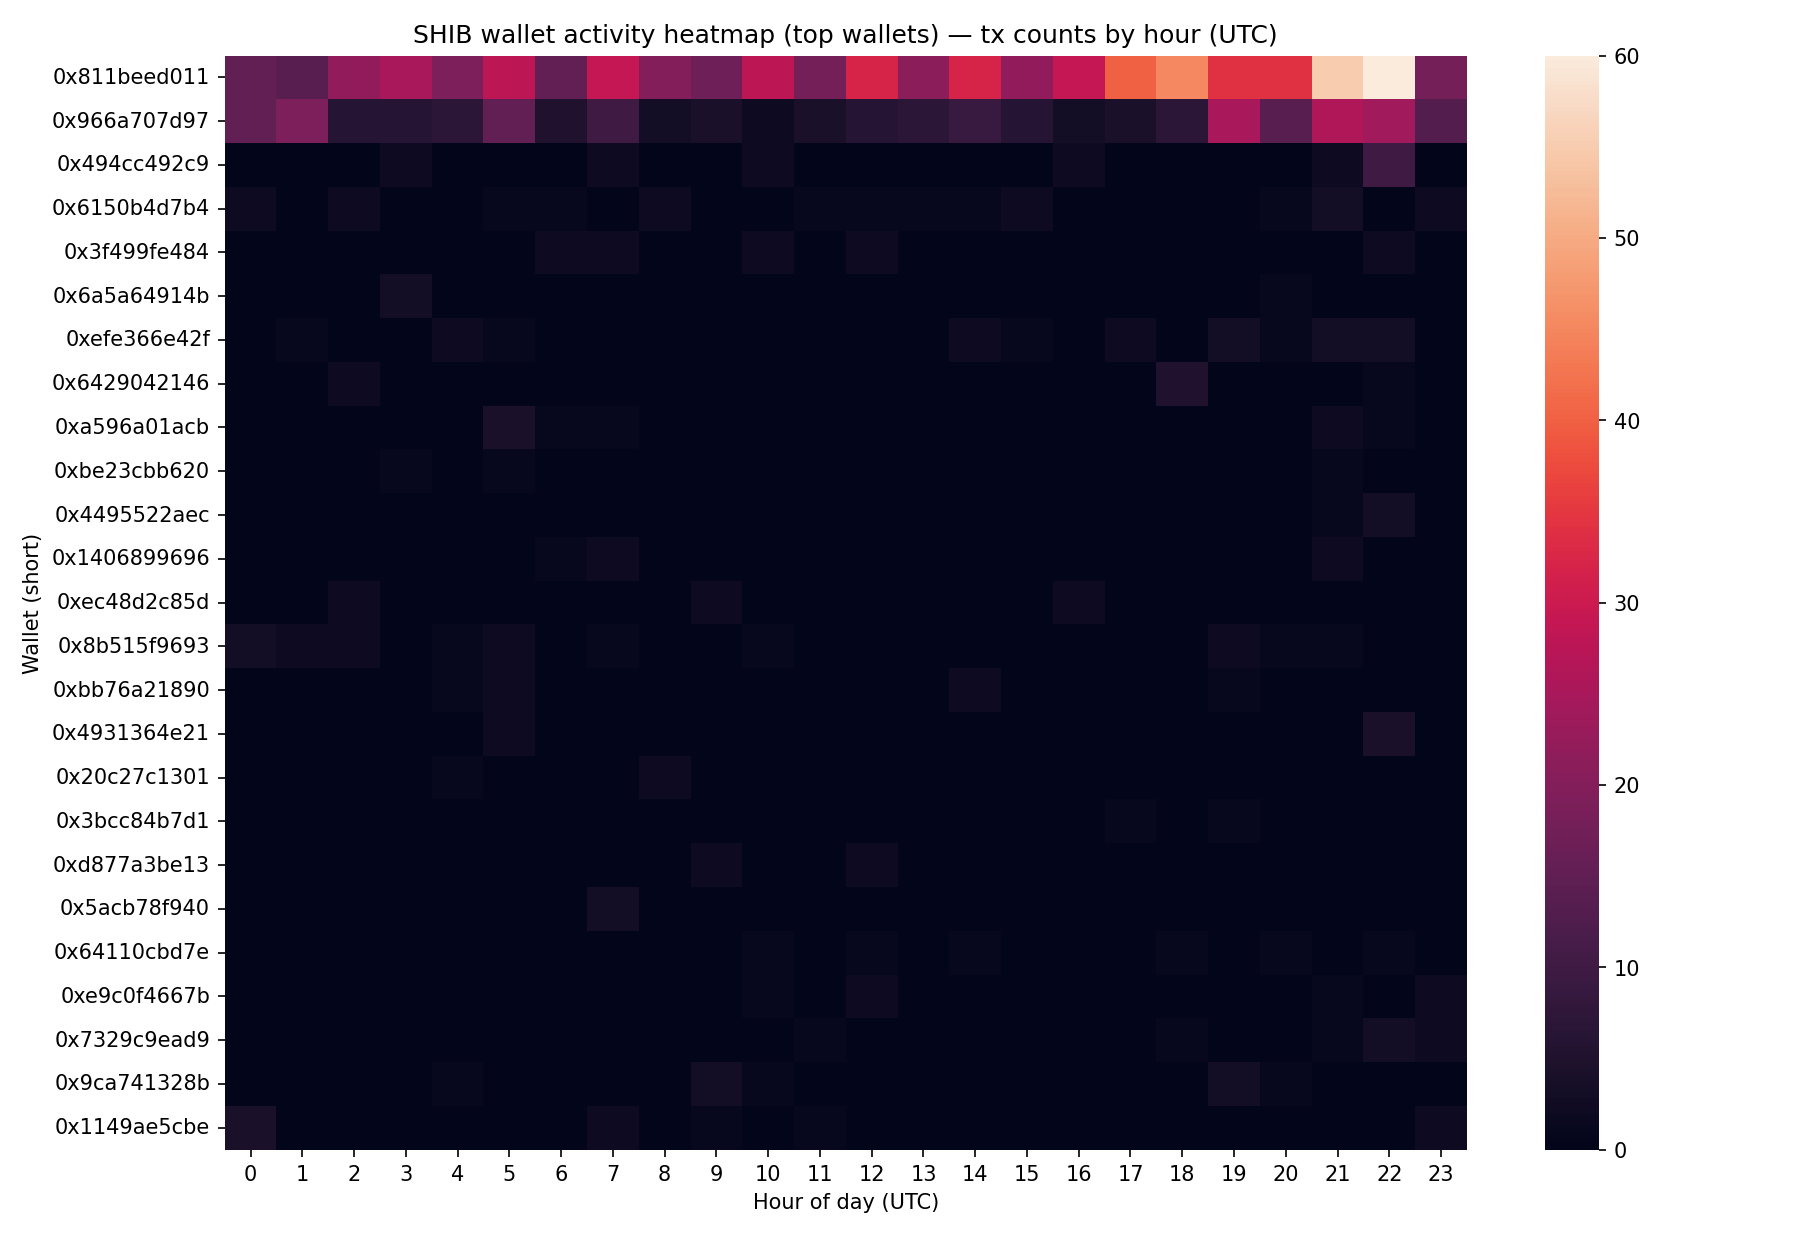 SHIB wallet activity heatmap (top wallets) — tx counts by hour (UTC)
Wallet (short)
0x811beed011
0x966a707d97
0x494cc492c9
0x6150b4d7b4
0x3f499fe484
0x6a5a64914b
0xefe366e42f
0x6429042146
0xa596a01acb
0xbe23cbb620
0x4495522aec
0x1406899696
0xec48d2c85d
0x8b515f9693
0xbb76a21890
0x4931364e21
0x20c27c1301
0x3bcc84b7d1
0xd877a3be13
0x5acb78f940
0x64110cbd7e
0xe9c0f4667b
0x7329c9ead9
0x9ca741328b
0x1149ae5cbe
0 1 2 3 4 5 6 7 8 9 10 11 12 13 14 15 16 17 18 19 20 21 22 23
Hour of day (UTC)
60
50
40
30
20
10
0